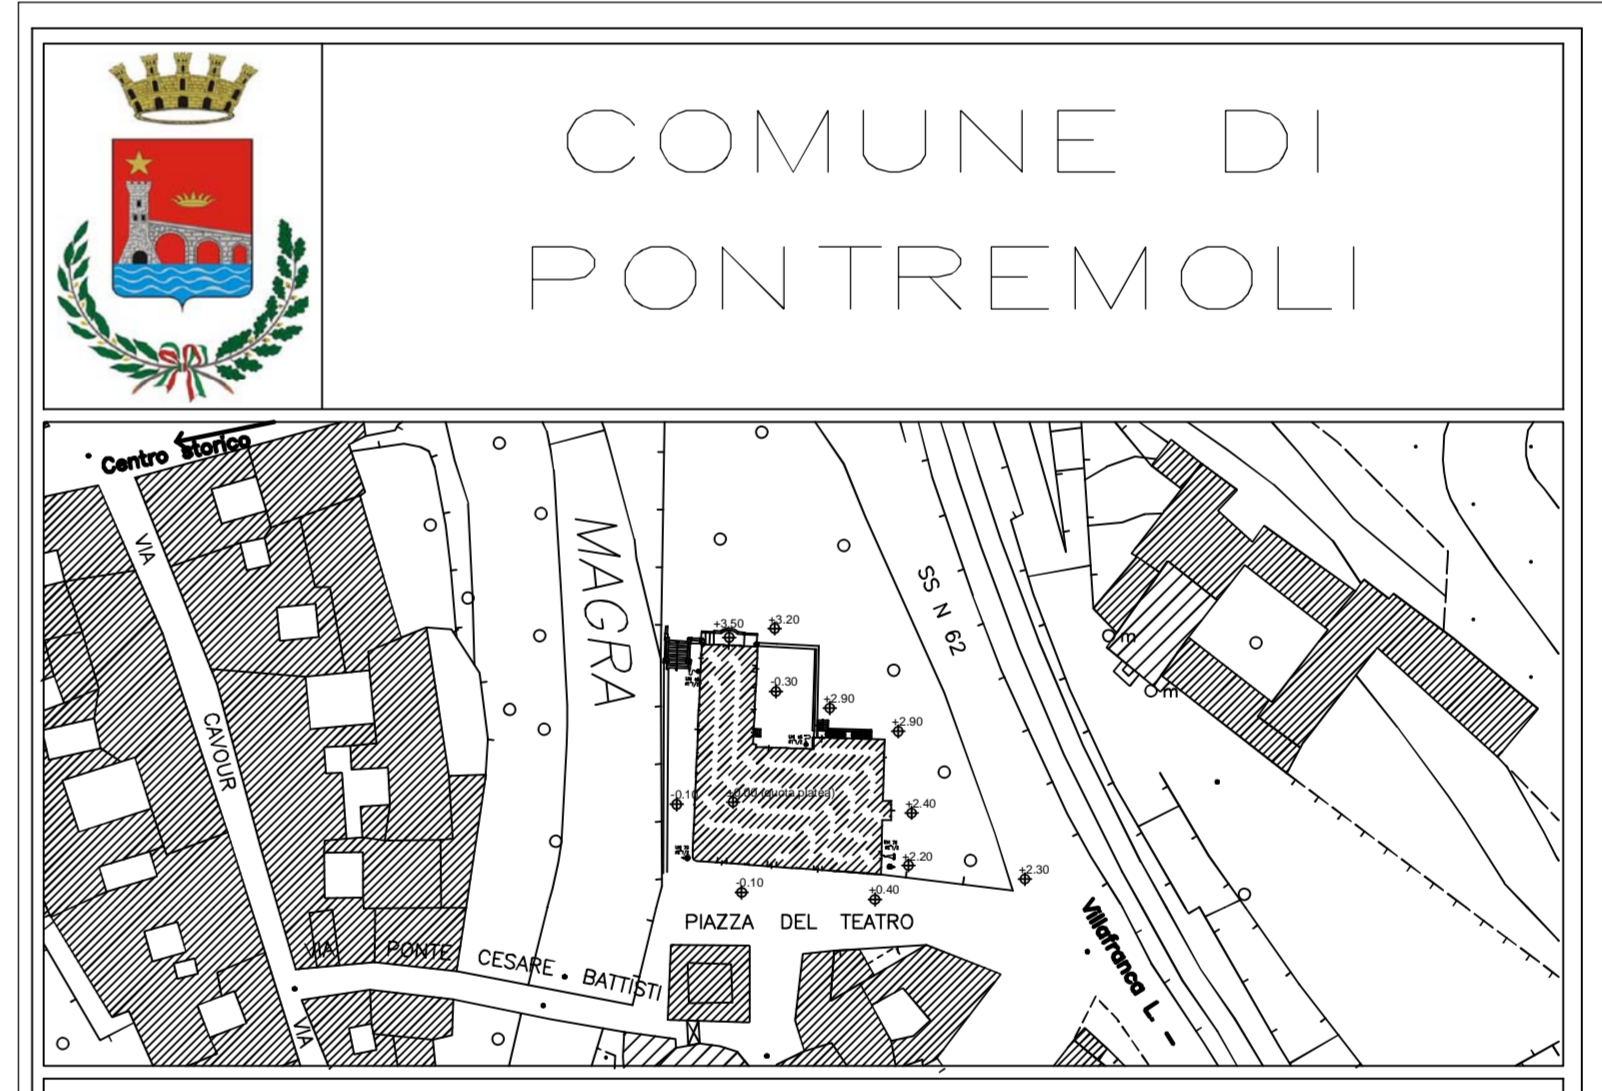 COMUNE DI
PONTREMOLI
Centro storico
VIA
CAVOUR
VIA
MAGRA
SS N 62
+3.50
+3.20
-0.30
+2.90
+2.90
-0.10
+0.00 (quota platea)
+2.40
+2.20
+2.30
-0.10
+0.40
m
m
PIAZZA DEL TEATRO
VIA PONTE CESARE BATTISTI
Villafranca L. -